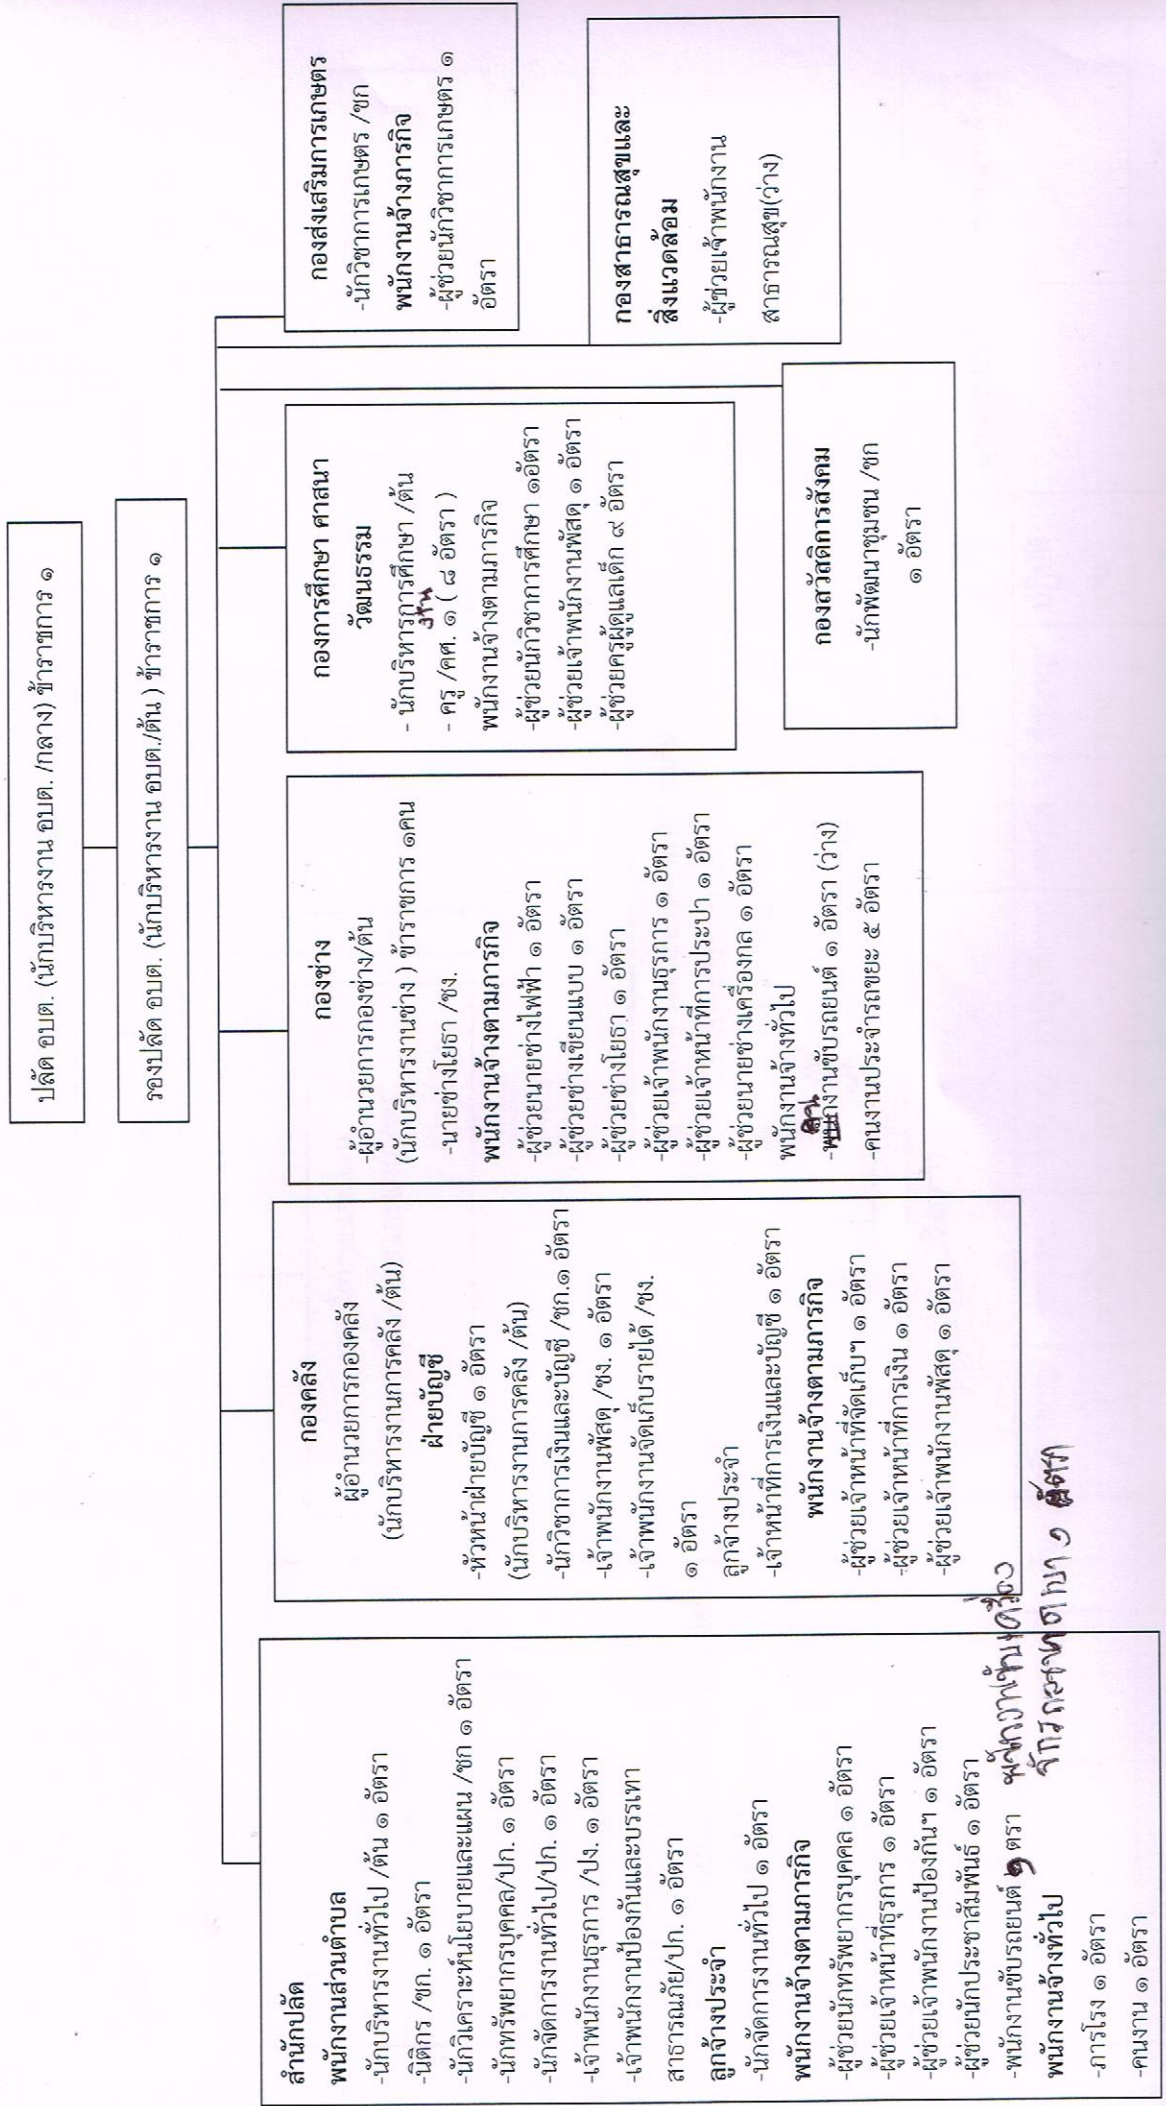 ปลัด อบต. (นักบริหารงาน อบต. /กลาง) ข้าราชการ ๑
รองปลัด อบต. (นักบริหารงาน อบต./ต้น ) ข้าราชการ ๑
สำนักปลัด
พนักงานส่วนตำบล
-นักบริหารงานทั่วไป /ต้น ๑ อัตรา
-นิติกร /ชก. ๑ อัตรา
-นักวิเคราะห์นโยบายและแผน /ชก ๑ อัตรา
-นักทรัพยากรบุคคล/ปก. ๑ อัตรา
-นักจัดการงานทั่วไป/ปก. ๑ อัตรา
-เจ้าพนักงานธุรการ /ปง. ๑ อัตรา
-เจ้าพนักงานป้องกันและบรรเทา
สาธารณภัย/ปก. ๑ อัตรา
ลูกจ้างประจำ
-นักจัดการงานทั่วไป ๑ อัตรา
พนักงานจ้างตามภารกิจ
-ผู้ช่วยนักทรัพยากรบุคคล ๑ อัตรา
-ผู้ช่วยเจ้าหน้าที่ธุรการ ๑ อัตรา
-ผู้ช่วยเจ้าพนักงานป้องกันฯ ๑ อัตรา
-ผู้ช่วยนักประชาสัมพันธ์ ๑ อัตรา
-พนักงานขับรถยนต์ ๑ ตรา
พนักงานขับเครื่อง
จักรกลขนาดเบา ๑ อัตรา
พนักงานจ้างทั่วไป
-ภารโรง ๑ อัตรา
-คนงาน ๑ อัตรา
กองคลัง
ผู้อำนวยการกองคลัง
(นักบริหารงานการคลัง /ต้น)
ฝ่ายบัญชี
-หัวหน้าฝ่ายบัญชี ๑ อัตรา
(นักบริหารงานการคลัง /ต้น)
-นักวิชาการเงินและบัญชี /ชก.๑ อัตรา
-เจ้าพนักงานพัสดุ /ชง. ๑ อัตรา
-เจ้าพนักงานจัดเก็บรายได้ /ชง.
๑ อัตรา
ลูกจ้างประจำ
-เจ้าหน้าที่การเงินและบัญชี ๑ อัตรา
พนักงานจ้างตามภารกิจ
-ผู้ช่วยเจ้าหน้าที่จัดเก็บฯ ๑ อัตรา
-ผู้ช่วยเจ้าหน้าที่การเงิน ๑ อัตรา
-ผู้ช่วยเจ้าพนักงานพัสดุ ๑ อัตรา
กองช่าง
-ผู้อำนวยการกองช่าง/ต้น
(นักบริหารงานช่าง ) ข้าราชการ ๑คน
-นายช่างโยธา /ชง.
พนักงานจ้างตามภารกิจ
-ผู้ช่วยนายช่างไฟฟ้า ๑ อัตรา
-ผู้ช่วยช่างเขียนแบบ ๑ อัตรา
-ผู้ช่วยช่างโยธา ๑ อัตรา
-ผู้ช่วยเจ้าพนักงานธุรการ ๑ อัตรา
-ผู้ช่วยเจ้าหน้าที่การประปา ๑ อัตรา
-ผู้ช่วยนายช่างเครื่องกล ๑ อัตรา
พนักงานจ้างทั่วไป
-พนักงานขับรถยนต์ ๑ อัตรา (ว่าง)
-คนงานประจำรถขยะ ๕ อัตรา
กองการศึกษา ศาสนา
วัฒนธรรม
- นักบริหารการศึกษา /ต้น
งาน
- ครู /คศ. ๑ ( ๘ อัตรา )
พนักงานจ้างตามภารกิจ
-ผู้ช่วยนักวิชาการศึกษา ๑อัตรา
-ผู้ช่วยเจ้าพนักงานพัสดุ ๑ อัตรา
-ผู้ช่วยครูผู้ดูแลเด็ก ๙ อัตรา
กองสวัสดิการสังคม
-นักพัฒนาชุมชน /ชก
๑ อัตรา
กองส่งเสริมการเกษตร
-นักวิชาการเกษตร /ชก
พนักงานจ้างภารกิจ
-ผู้ช่วยนักวิชาการเกษตร ๑
อัตรา
กองสาธารณสุขและ
สิ่งแวดล้อม
-ผู้ช่วยเจ้าพนักงาน
สาธารณสุข(ว่าง)